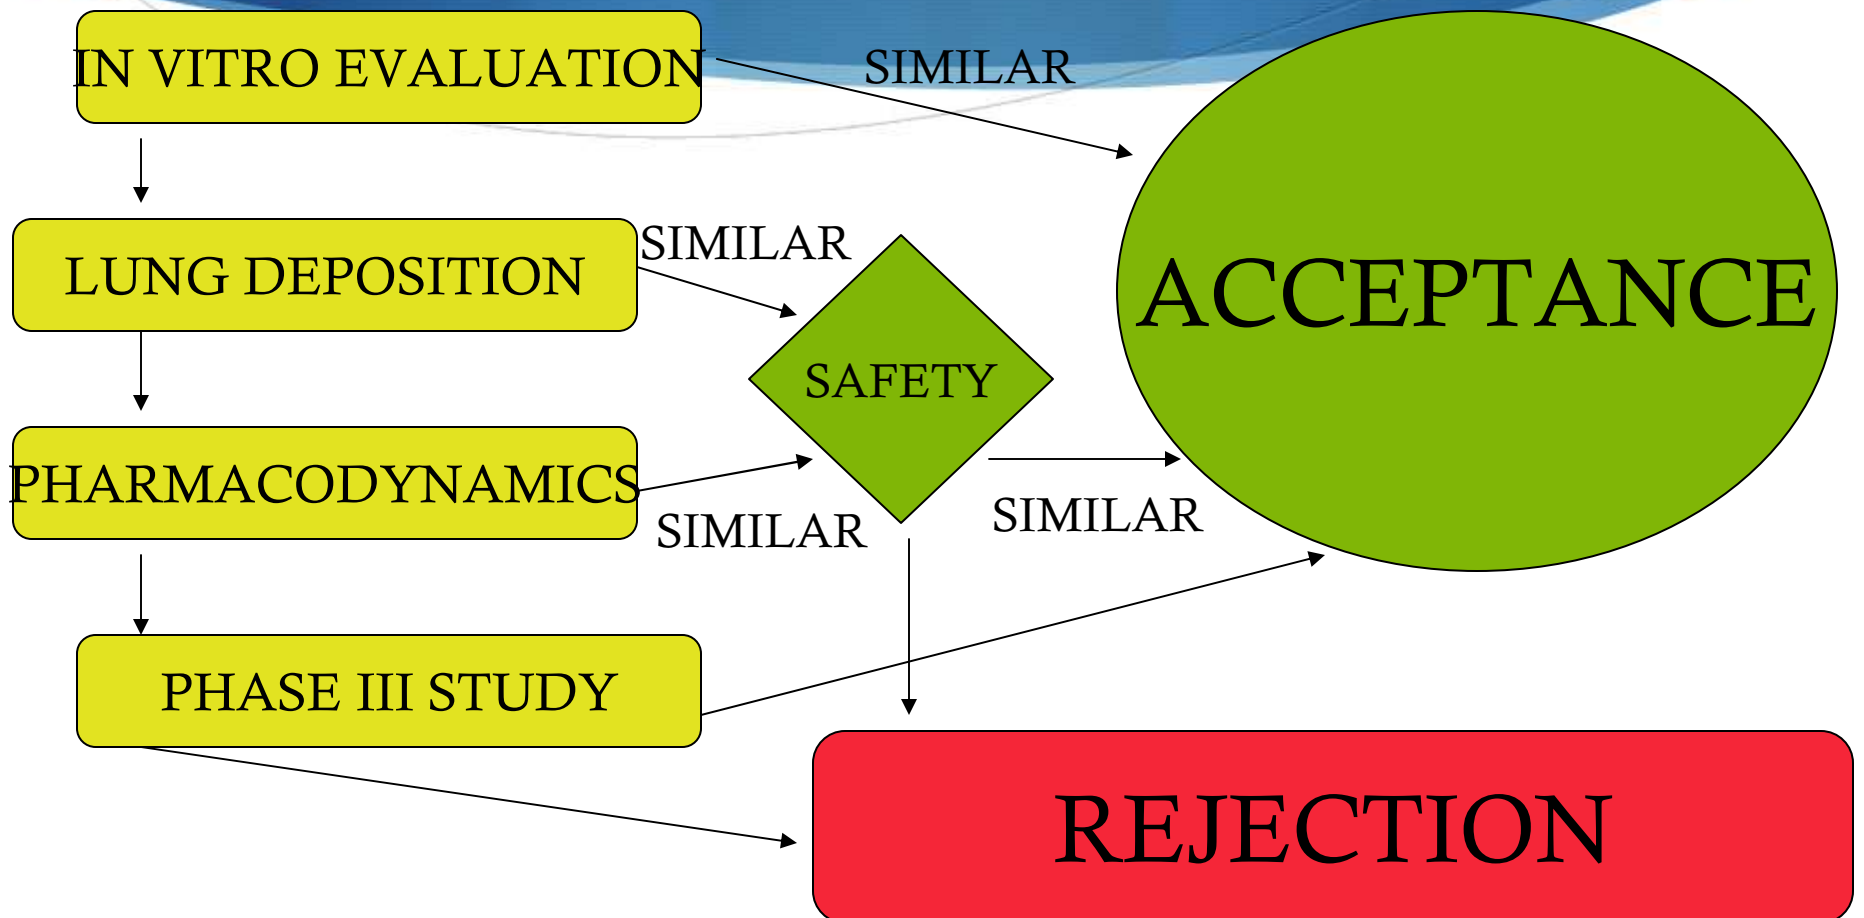 IN VITRO EVALUATION
SIMILAR
LUNG DEPOSITION
SIMILAR
ACCEPTANCE
SAFETY
PHARMACODYNAMICS
SIMILAR
SIMILAR
PHASE III STUDY
REJECTION